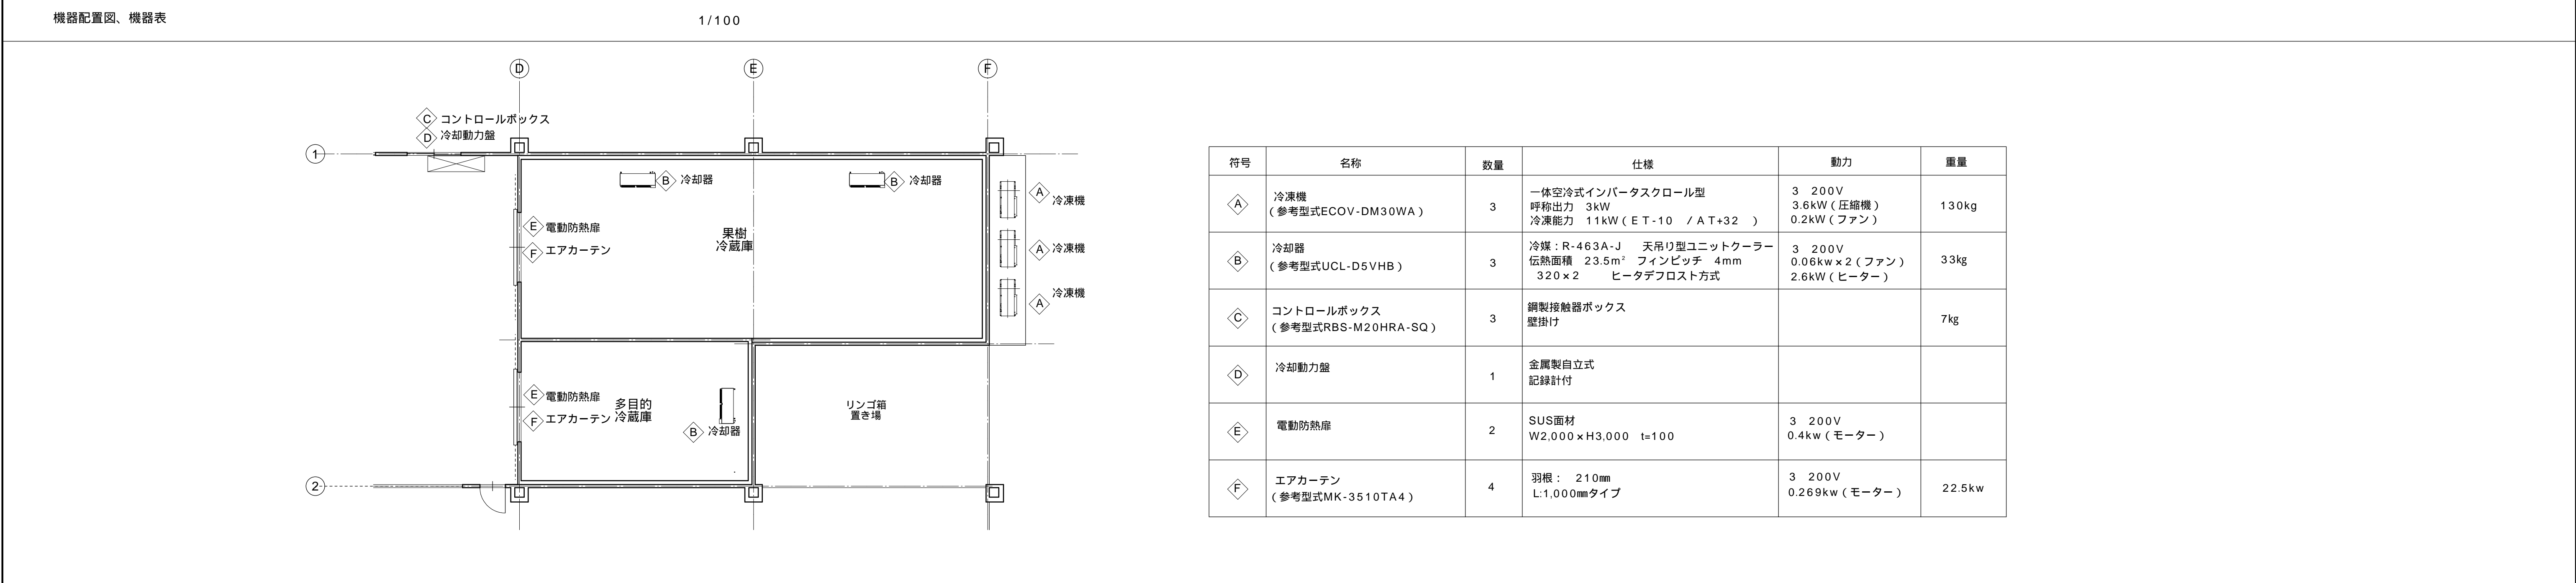 機器配置図、機器表
1/100
D
E
F
C コントロールボックス
D 冷却動力盤
1
B 冷却器
B 冷却器
A
冷凍機
E 電動防熱扉
F エアカーテン
果樹
冷蔵庫
A 冷凍機
A
冷凍機
E 電動防熱扉
F エアカーテン
多目的
冷蔵庫
B 冷却器
リンゴ箱
置き場
2
符号 名称 数量 仕様 動力 重量
A
冷凍機
(参考型式ECOV-DM30WA)
3
一体空冷式インバータスクロール型
呼称出力 3kW
冷凍能力 11kW(ET-10 /AT+32 )
3 200V
3.6kW(圧縮機)
0.2kW(ファン)
130kg
B
冷却器
(参考型式UCL-D5VHB)
3
冷媒:R-463A-J 天吊り型ユニットクーラー
伝熱面積 23.5m² フィンピッチ 4mm
320×2 ヒータデフロスト方式
3 200V
0.06kw×2(ファン)
2.6kW(ヒーター)
33㎏
C
コントロールボックス
(参考型式RBS-M20HRA-SQ)
3
鋼製接触器ボックス
壁掛け
7㎏
D
冷却動力盤
1
金属製自立式
記録計付
E
電動防熱扉
2
SUS面材
W2,000×H3,000 t=100
3 200V
0.4kw(モーター)
F
エアカーテン
(参考型式MK-3510TA4)
4
羽根: 210㎜
L:1,000㎜タイプ
3 200V
0.269kw(モーター)
22.5kw